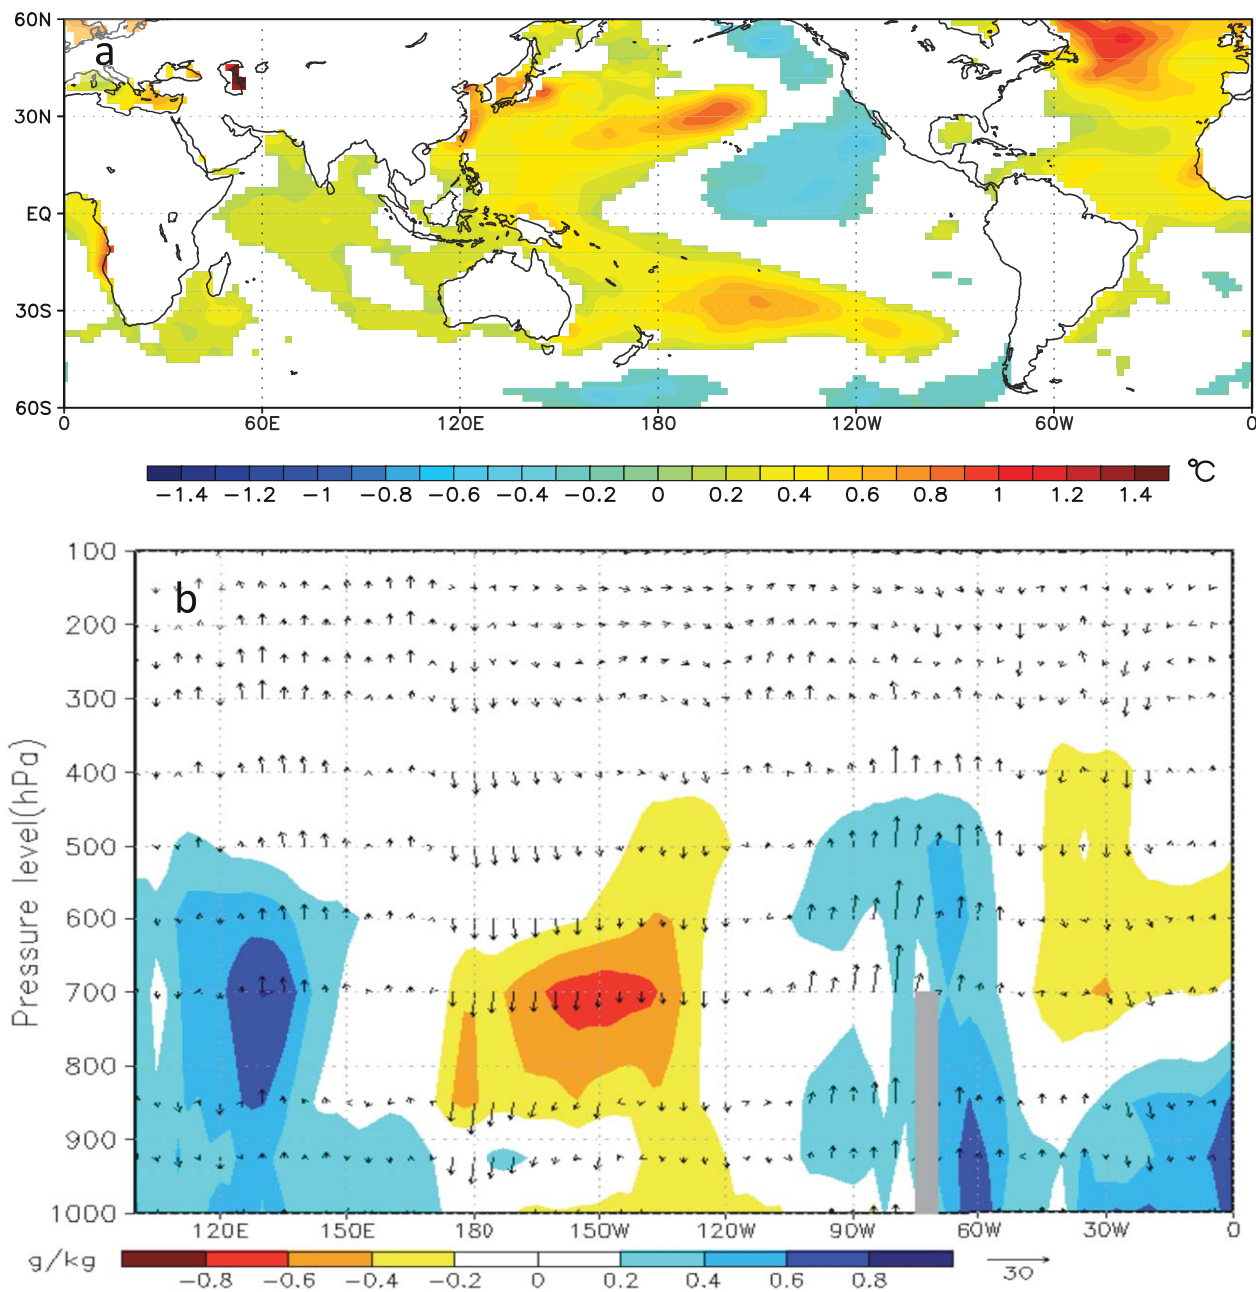 60N
a
30N
EQ
30S
60S
0 60E 120E 180 120W 60W 0
°C
−1.4 −1.2 −1 −0.8 −0.6 −0.4 −0.2 0 0.2 0.4 0.6 0.8 1 1.2 1.4
100
b
200
300
400
500
600
700
800
900
1000
Pressure level(hPa)
120E 150E 180 150W 120W 90W 60W 30W 0
g/kg
−0.8 −0.6 −0.4 −0.2 0 0.2 0.4 0.6 0.8
30